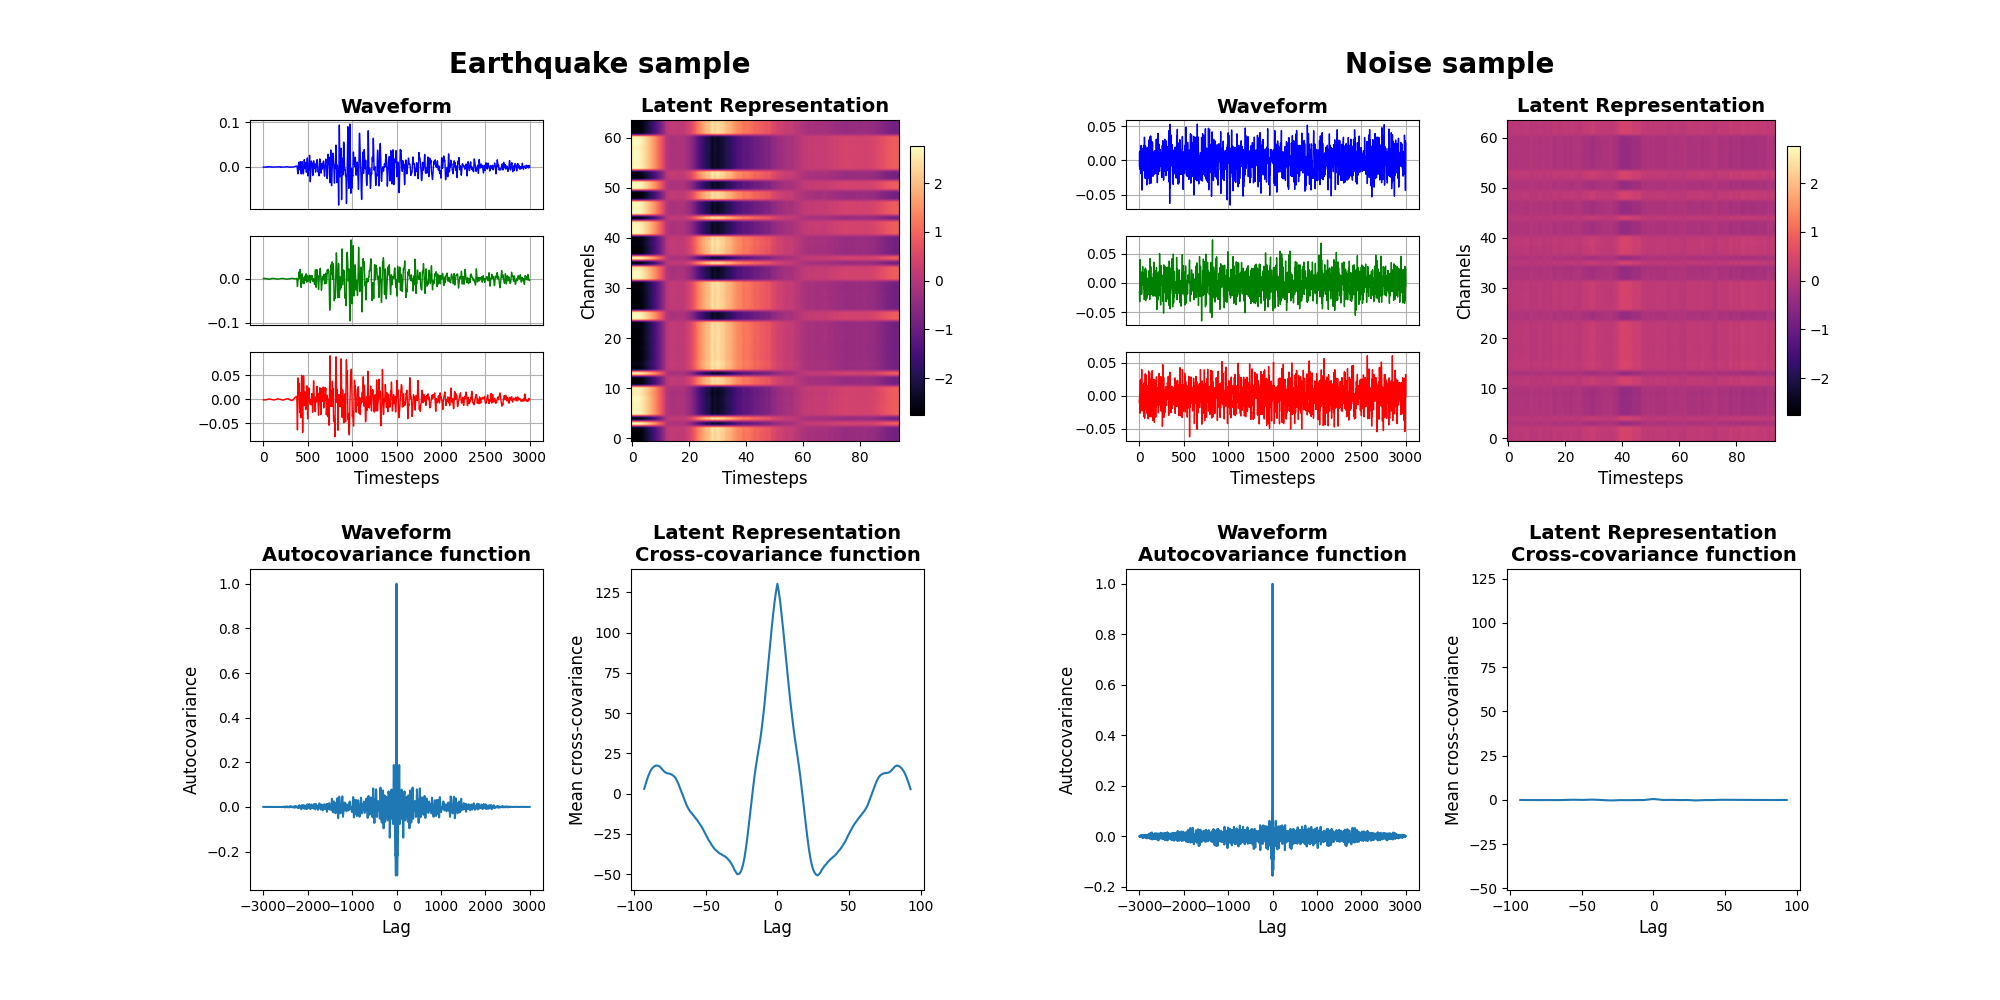 Earthquake sample
Noise sample
Waveform
0.1
0.0
0.0
−0.1
0.05
0.00
−0.05
0 500 1000 1500 2000 2500 3000
Timesteps
Latent Representation
Channels
60
50
40
30
20
10
0
0 20 40 60 80
Timesteps
2
1
0
−1
−2
Waveform
0.05
0.00
−0.05
0.05
0.00
−0.05
0.05
0.00
−0.05
0 500 1000 1500 2000 2500 3000
Timesteps
Latent Representation
Channels
60
50
40
30
20
10
0
0 20 40 60 80
Timesteps
2
1
0
−1
−2
Waveform
Autocovariance function
Autocovariance
1.0
0.8
0.6
0.4
0.2
0.0
−0.2
−3000 −2000 −1000 0 1000 2000 3000
Lag
Latent Representation
Cross-covariance function
Mean cross-covariance
125
100
75
50
25
0
−25
−50
−100 −50 0 50 100
Lag
Waveform
Autocovariance function
Autocovariance
1.0
0.8
0.6
0.4
0.2
0.0
−0.2
−3000 −2000 −1000 0 1000 2000 3000
Lag
Latent Representation
Cross-covariance function
Mean cross-covariance
125
100
75
50
25
0
−25
−50
−100 −50 0 50 100
Lag